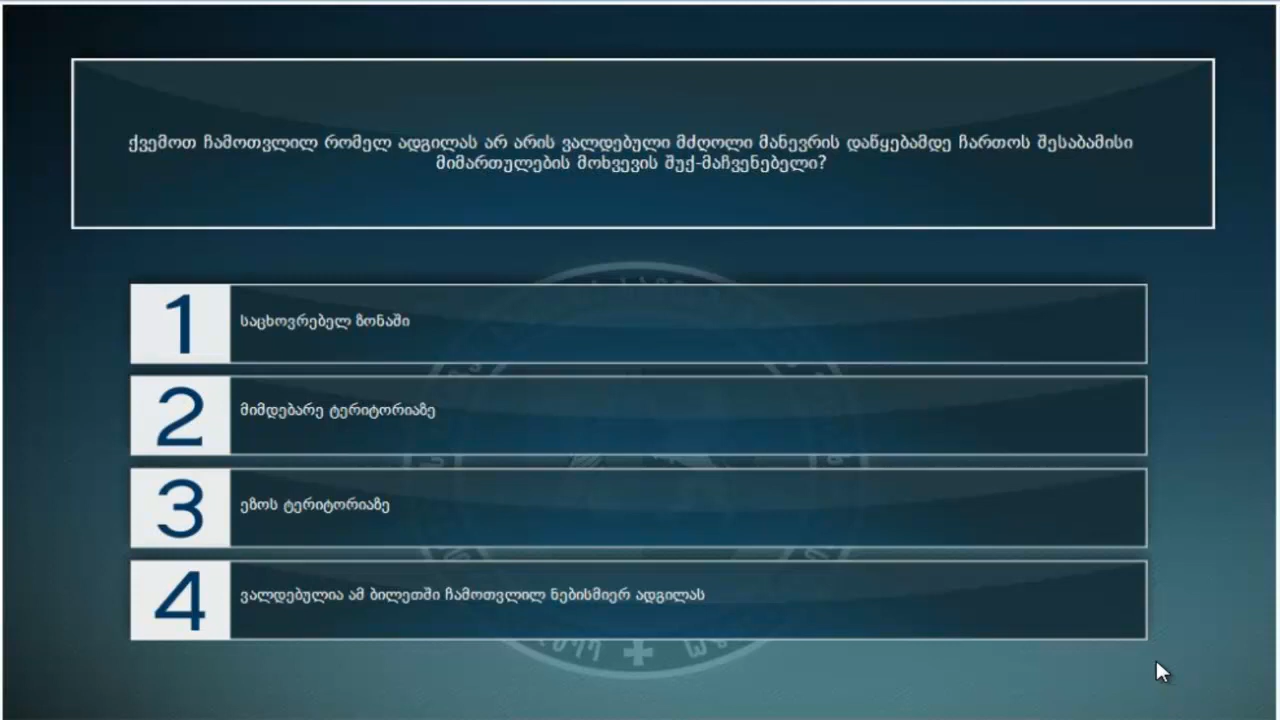 ქვემოთ ჩამოთვლილ რომელ ადგილას არ არის ვალდებული მძღოლი მანევრის დაწყებამდე ჩართოს შესაბამისი
მიმართულების მოხვევის შუქ-მაჩვენებელი?
1
საცხოვრებელ ზონაში
2
მიმდებარე ტერიტორიაზე
3
ეზოს ტერიტორიაზე
4
ვალდებულია ამ ბილეთში ჩამოთვლილ ნებისმიერ ადგილას